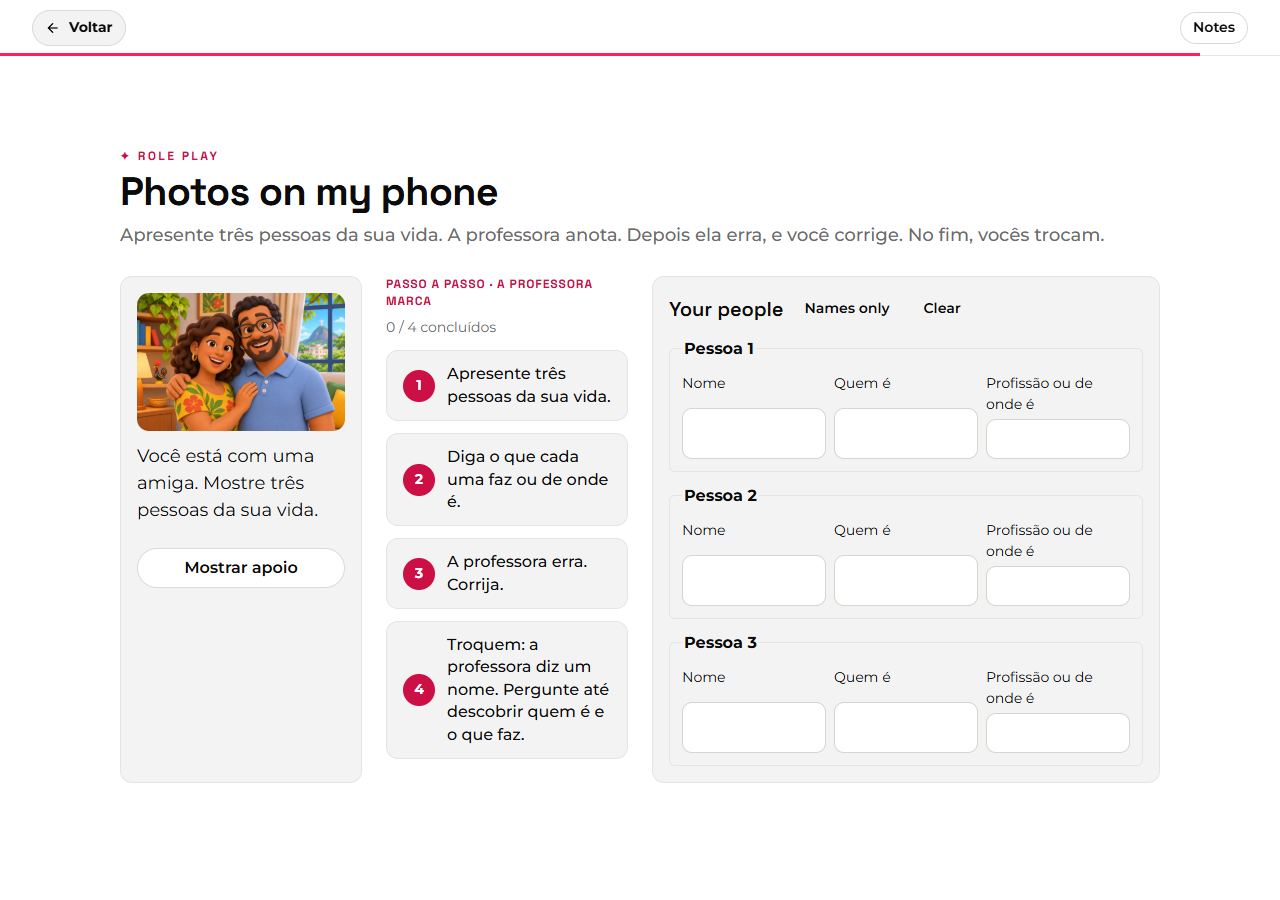 Voltar
Notes
ROLE PLAY
Photos on my phone
Apresente três pessoas da sua vida. A professora anota. Depois ela erra, e você corrige. No fim, vocês trocam.
Você está com uma
amiga. Mostre três
pessoas da sua vida.
Mostrar apoio
PASSO A PASSO · A PROFESSORA
MARCA
0 / 4 concluídos
1
Apresente três
pessoas da sua vida.
2
Diga o que cada
uma faz ou de onde
é.
3
A professora erra.
Corrija.
4
Troquem: a
professora diz um
nome. Pergunte até
descobrir quem é e
o que faz.
Your people
Names only
Clear
Pessoa 1
Nome
Quem é
Profissão ou de
onde é
Pessoa 2
Nome
Quem é
Profissão ou de
onde é
Pessoa 3
Nome
Quem é
Profissão ou de
onde é